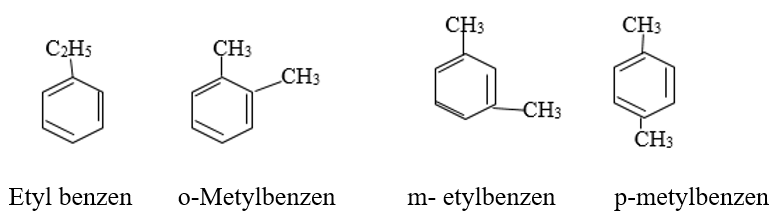 C2H5 CH3 CH3 CH3 CH3 CH3 CH3
Etyl benzen o-Metylbenzen m- etylbenzen p-metylbenzen